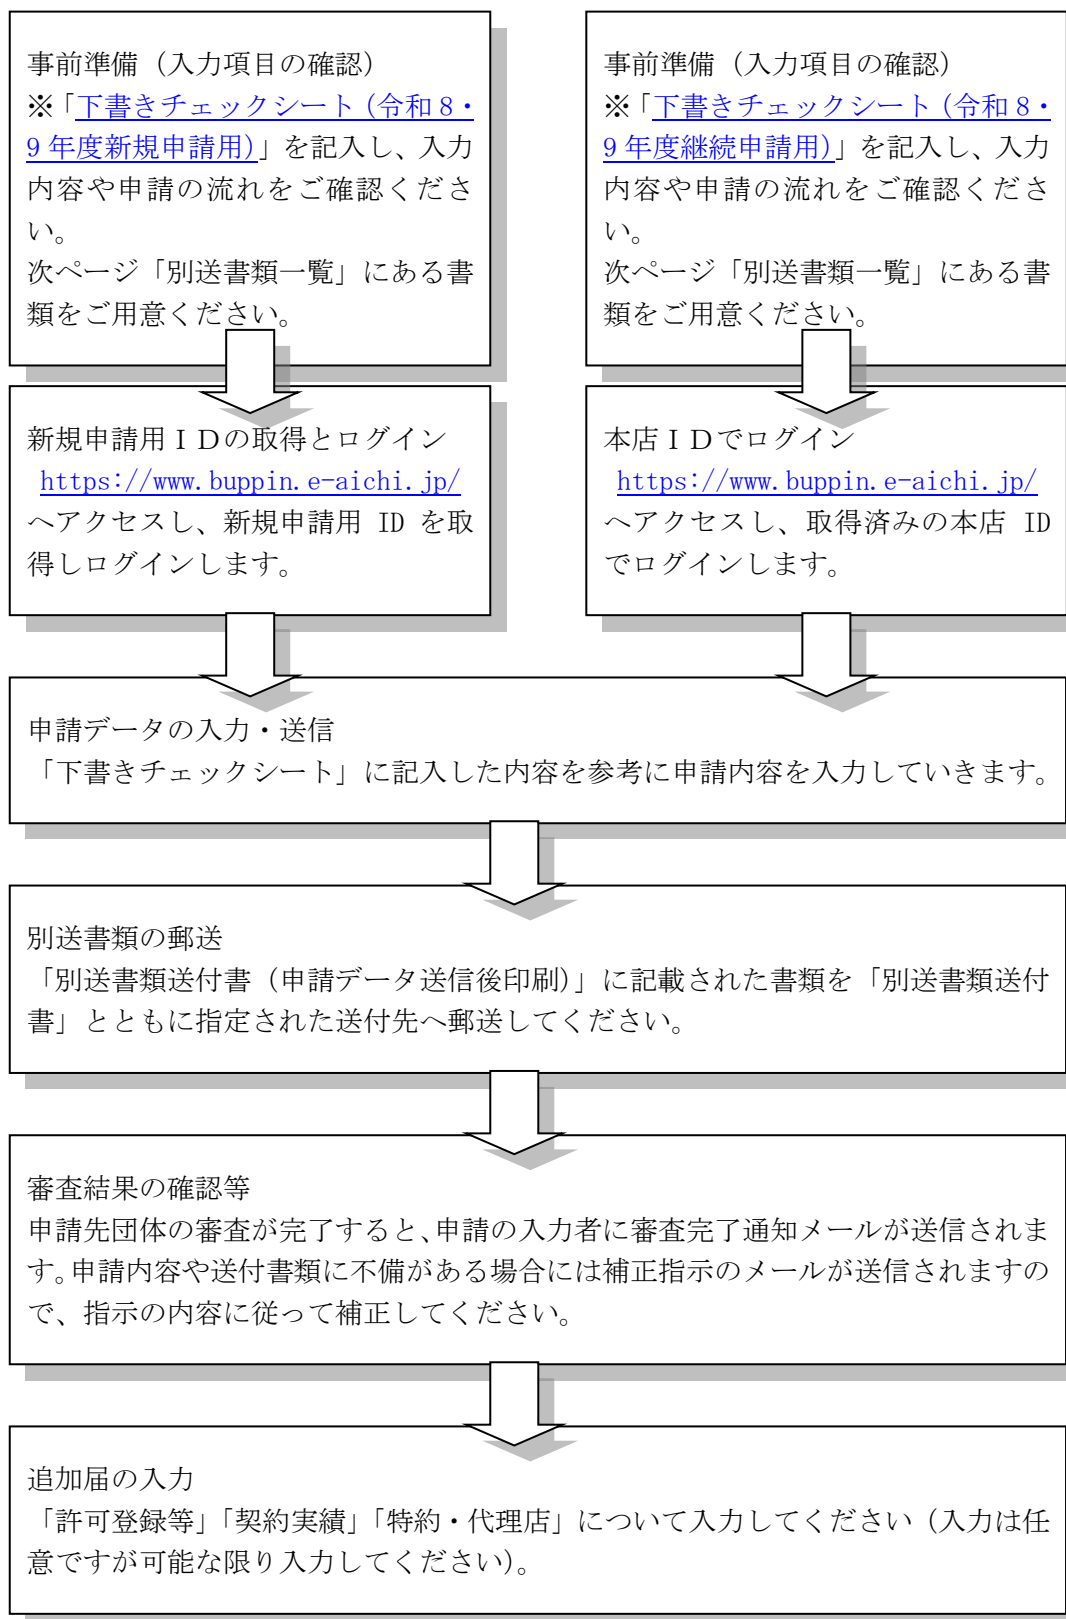 事前準備（入力項目の確認）
※「下書きチェックシート（令和８・
９年度新規申請用）」を記入し、入力
内容や申請の流れをご確認くださ
い。
次ページ「別送書類一覧」にある書
類をご用意ください。
事前準備（入力項目の確認）
※「下書きチェックシート（令和８・
９年度継続申請用）」を記入し、入力
内容や申請の流れをご確認くださ
い。
次ページ「別送書類一覧」にある書
類をご用意ください。
新規申請用ＩＤの取得とログイン
https://www.buppin.e-aichi.jp/
へアクセスし、新規申請用 ID を取
得しログインします。
本店ＩＤでログイン
https://www.buppin.e-aichi.jp/
へアクセスし、取得済みの本店 ID
でログインします。
申請データの入力・送信
「下書きチェックシート」に記入した内容を参考に申請内容を入力していきます。
別送書類の郵送
「別送書類送付書（申請データ送信後印刷）」に記載された書類を「別送書類送付
書」とともに指定された送付先へ郵送してください。
審査結果の確認等
申請先団体の審査が完了すると、申請の入力者に審査完了通知メールが送信されま
す。申請内容や送付書類に不備がある場合には補正指示のメールが送信されますの
で、指示の内容に従って補正してください。
追加届の入力
「許可登録等」「契約実績」「特約・代理店」について入力してください（入力は任
意ですが可能な限り入力してください）。